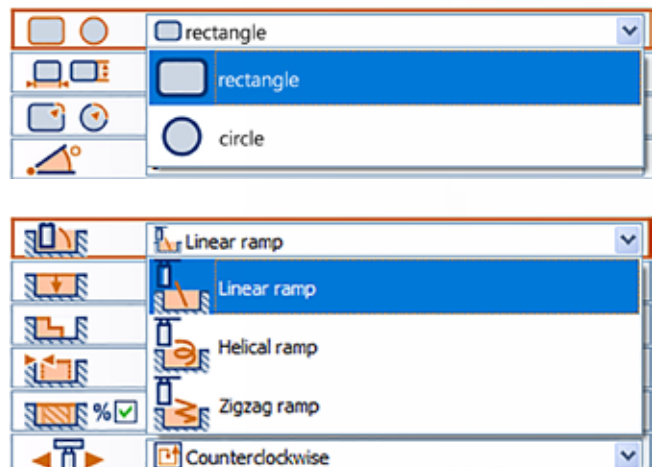 rectangle
rectangle
circle
Linear ramp
Linear ramp
Helical ramp
Zigzag ramp
%
Counterclockwise